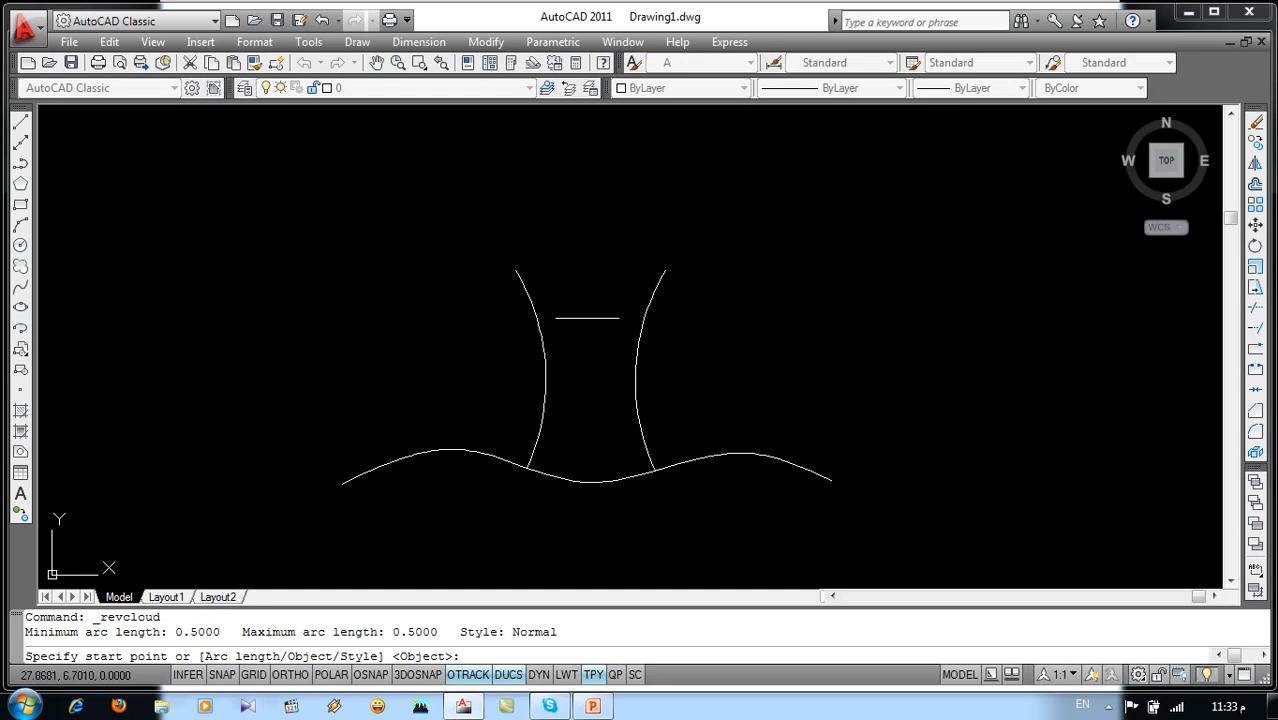 AutoCAD Classic
AutoCAD 2011 Drawing1.dwg
Type a keyword or phrase
File Edit View Insert Format Tools Draw Dimension Modify Parametric Window Help Express
A Standard Standard Standard
AutoCAD Classic 0 ByLayer ByLayer ByLayer ByColor
N
W TOP E
S
WCS
Y
X
Model Layout1 Layout2
Command: _revcloud
Minimum arc length: 0.5000 Maximum arc length: 0.5000 Style: Normal
Specify start point or [Arc length/Object/Style] <Object>:
27.8681, 6.7010, 0.0000 INFER SNAP GRID ORTHO POLAR OSNAP 3DOSNAP OTRACK DUCS DYN LWT TPY QP SC MODEL 1:1
EN 11:33 م